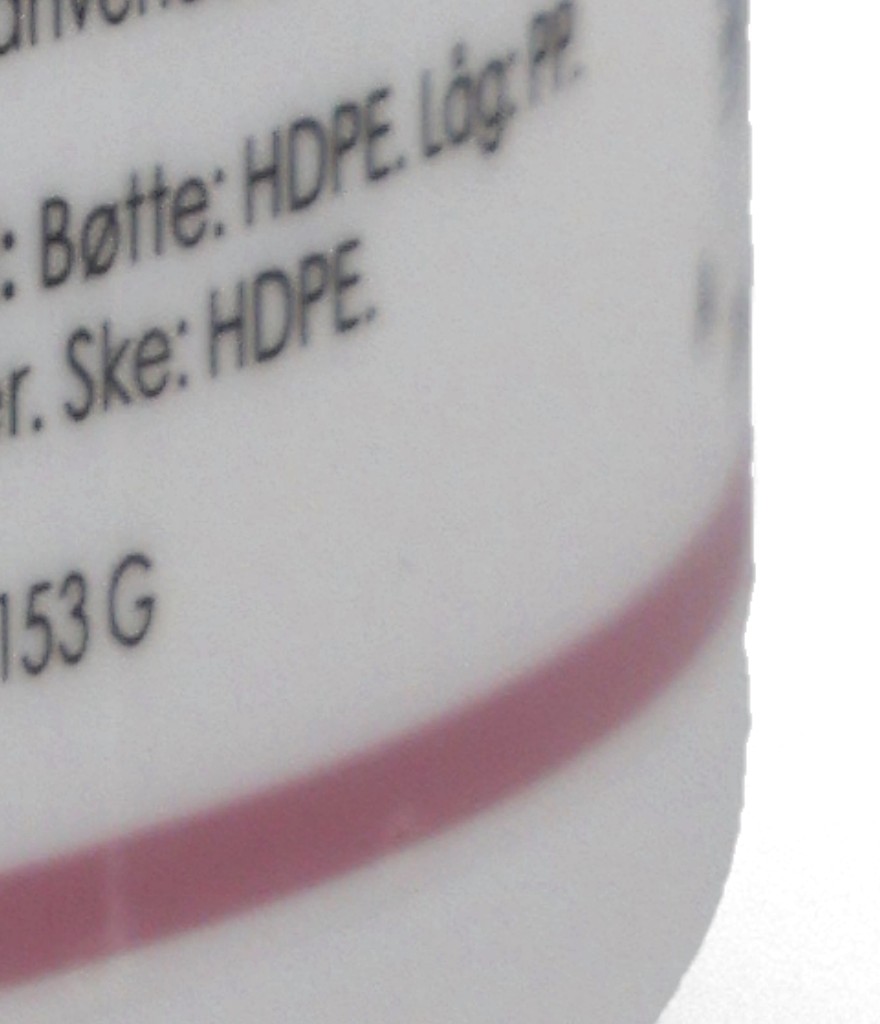 : Bøtte: HDPE. Låg: PP.
r. Ske: HDPE.
153 G